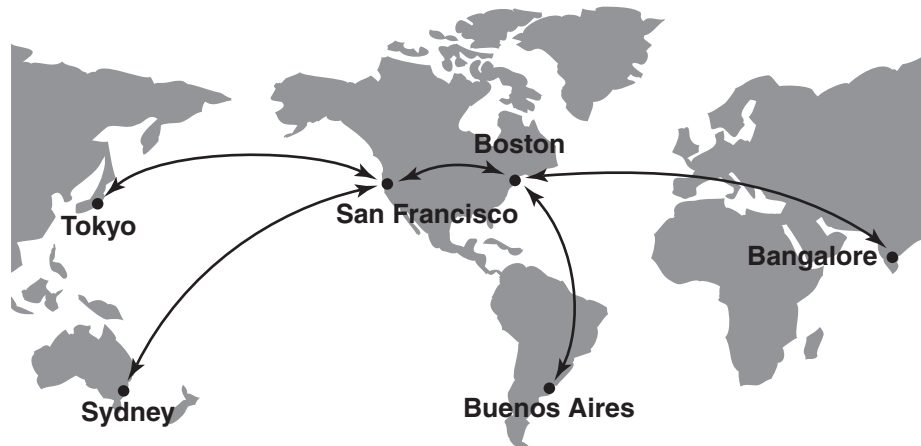 Boston
San Francisco
Tokyo
Bangalore
Sydney
Buenos Aires